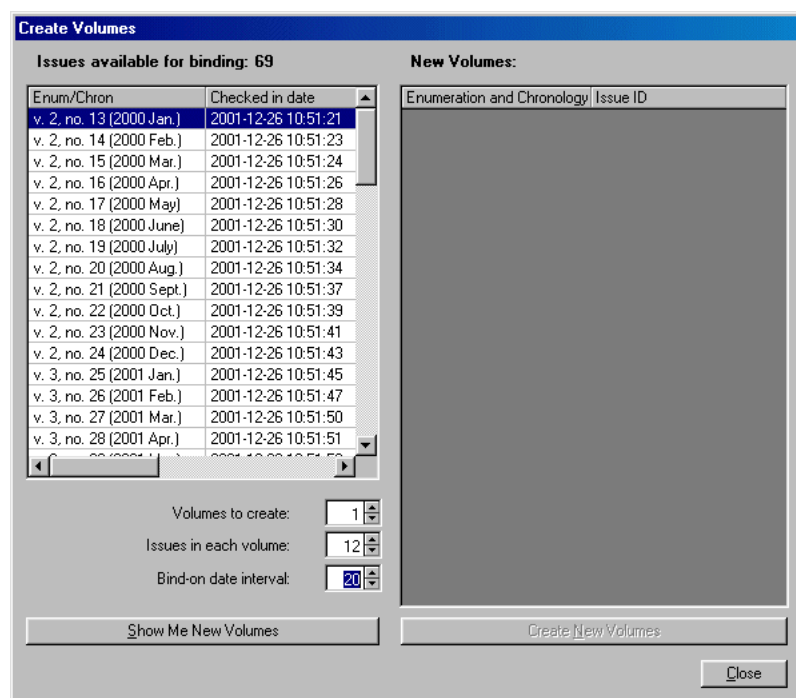 Create Volumes
Issues available for binding: 69
Enum/Chron Checked in date
v. 2, no. 13 (2000 Jan.) 2001-12-26 10:51:21
v. 2, no. 14 (2000 Feb.) 2001-12-26 10:51:23
v. 2, no. 15 (2000 Mar.) 2001-12-26 10:51:24
v. 2, no. 16 (2000 Apr.) 2001-12-26 10:51:26
v. 2, no. 17 (2000 May) 2001-12-26 10:51:28
v. 2, no. 18 (2000 June) 2001-12-26 10:51:30
v. 2, no. 19 (2000 July) 2001-12-26 10:51:32
v. 2, no. 20 (2000 Aug.) 2001-12-26 10:51:34
v. 2, no. 21 (2000 Sept.) 2001-12-26 10:51:37
v. 2, no. 22 (2000 Oct.) 2001-12-26 10:51:39
v. 2, no. 23 (2000 Nov.) 2001-12-26 10:51:41
v. 2, no. 24 (2000 Dec.) 2001-12-26 10:51:43
v. 3, no. 25 (2001 Jan.) 2001-12-26 10:51:45
v. 3, no. 26 (2001 Feb.) 2001-12-26 10:51:47
v. 3, no. 27 (2001 Mar.) 2001-12-26 10:51:50
v. 3, no. 28 (2001 Apr.) 2001-12-26 10:51:51
Volumes to create: 1
Issues in each volume: 12
Bind-on date interval: 20
Show Me New Volumes
New Volumes:
Enumeration and Chronology Issue ID
Create New Volumes
Close